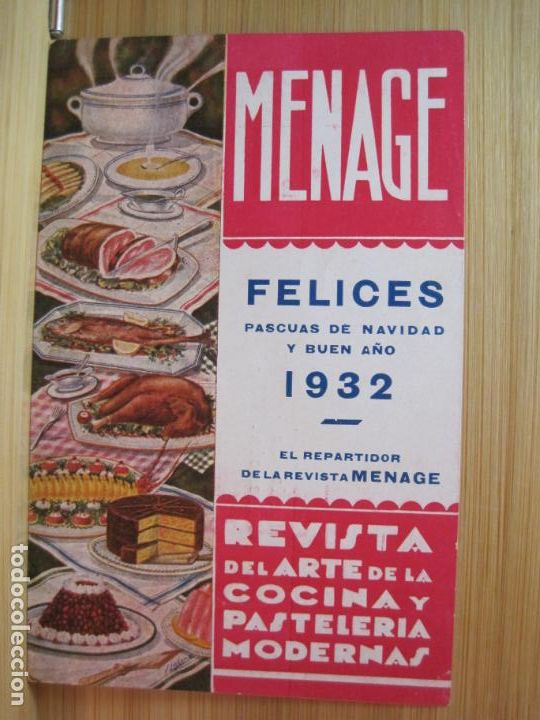 MENAGE
FELICES
PASCUAS DE NAVIDAD
Y BUEN AÑO
1932
EL REPARTIDOR
DE LA REVISTA MENAGE
REVISTA
DEL ARTE DE LA
COCINA Y
PASTELERIA
MODERNAS
todocoleccion.net